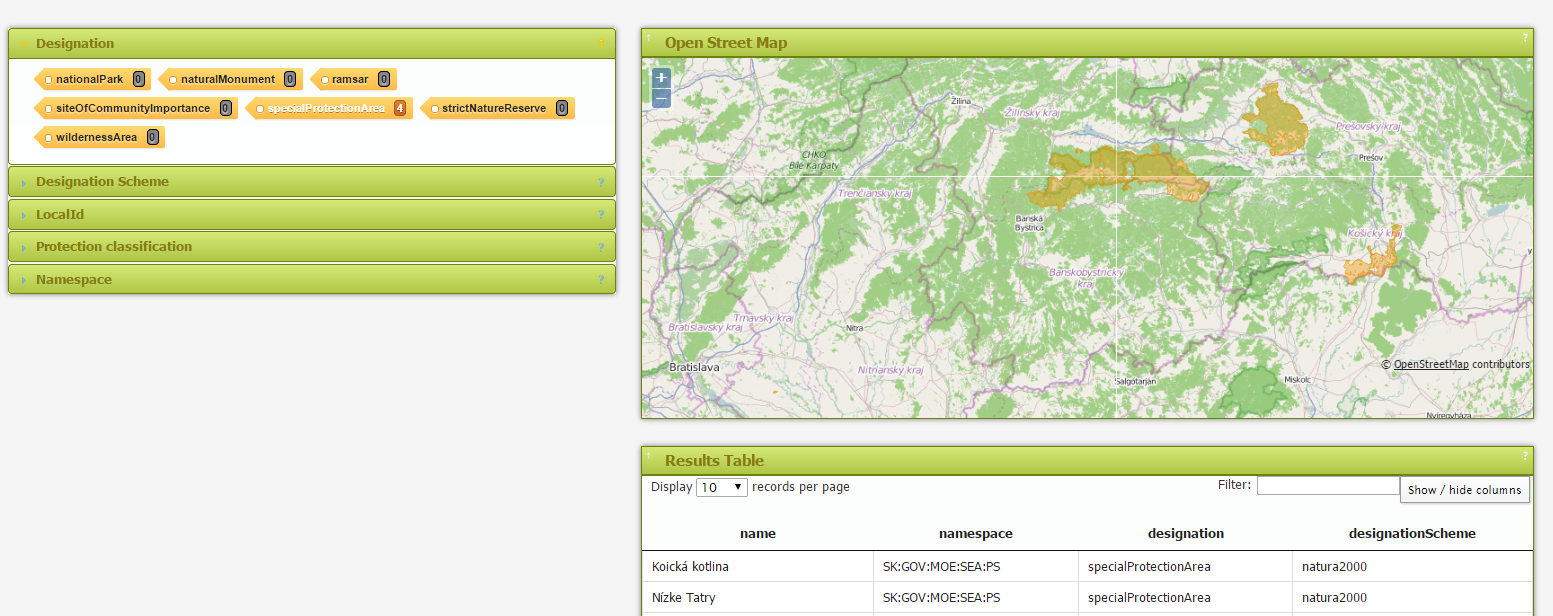 Designation ?
nationalPark 0 naturalMonument 0 ramsar 0
siteOfCommunityImportance 0 specialProtectionArea 4 strictNatureReserve 0
wildernessArea 0
Designation Scheme ?
LocalId ?
Protection classification ?
Namespace ?
↑ Open Street Map ?
+
−
Žilina
Žilinský kraj
Prešovský kraj
CHKO
Bílé Karpaty
Prešov
Trenčiansky kraj
Banská
Bystrica
Košický kraj
Banskobystrický
kraj
Trnavský kraj
Bratislavský kraj
Nitra
Bratislava
Nitriansky kraj
© OpenStreetMap contributors
Salgótarján
Miskolc
Nyíregyháza
↑ Results Table ?
Display 10 ▼ records per page
Filter: Show / hide columns
name namespace designation designationScheme
Koická kotlina SK:GOV:MOE:SEA:PS specialProtectionArea natura2000
Nízke Tatry SK:GOV:MOE:SEA:PS specialProtectionArea natura2000